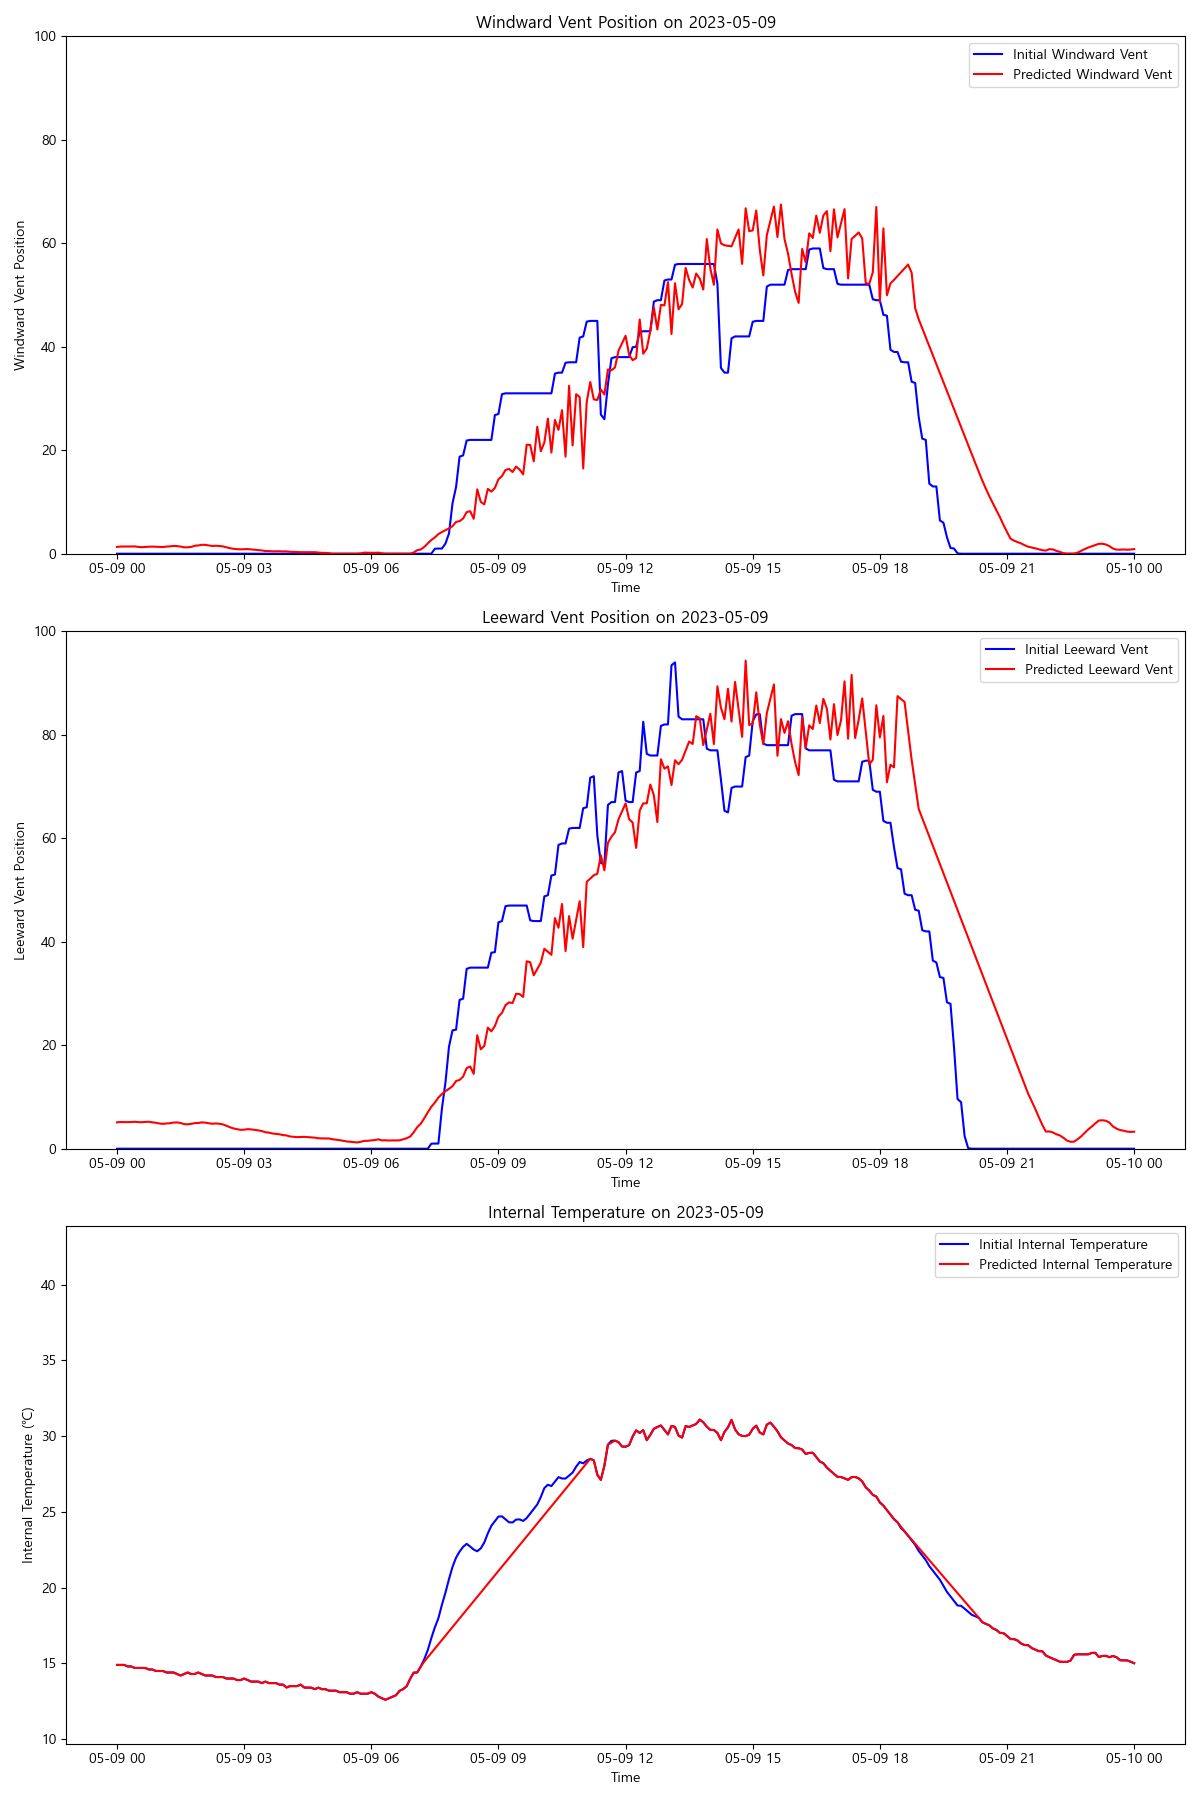 Windward Vent Position on 2023-05-09
Initial Windward Vent
Predicted Windward Vent
Windward Vent Position
100
80
60
40
20
0
05-09 00 05-09 03 05-09 06 05-09 09 05-09 12 05-09 15 05-09 18 05-09 21 05-10 00
Time
Leeward Vent Position on 2023-05-09
Initial Leeward Vent
Predicted Leeward Vent
Leeward Vent Position
100
80
60
40
20
0
05-09 00 05-09 03 05-09 06 05-09 09 05-09 12 05-09 15 05-09 18 05-09 21 05-10 00
Time
Internal Temperature on 2023-05-09
Initial Internal Temperature
Predicted Internal Temperature
Internal Temperature (℃)
40
35
30
25
20
15
10
05-09 00 05-09 03 05-09 06 05-09 09 05-09 12 05-09 15 05-09 18 05-09 21 05-10 00
Time